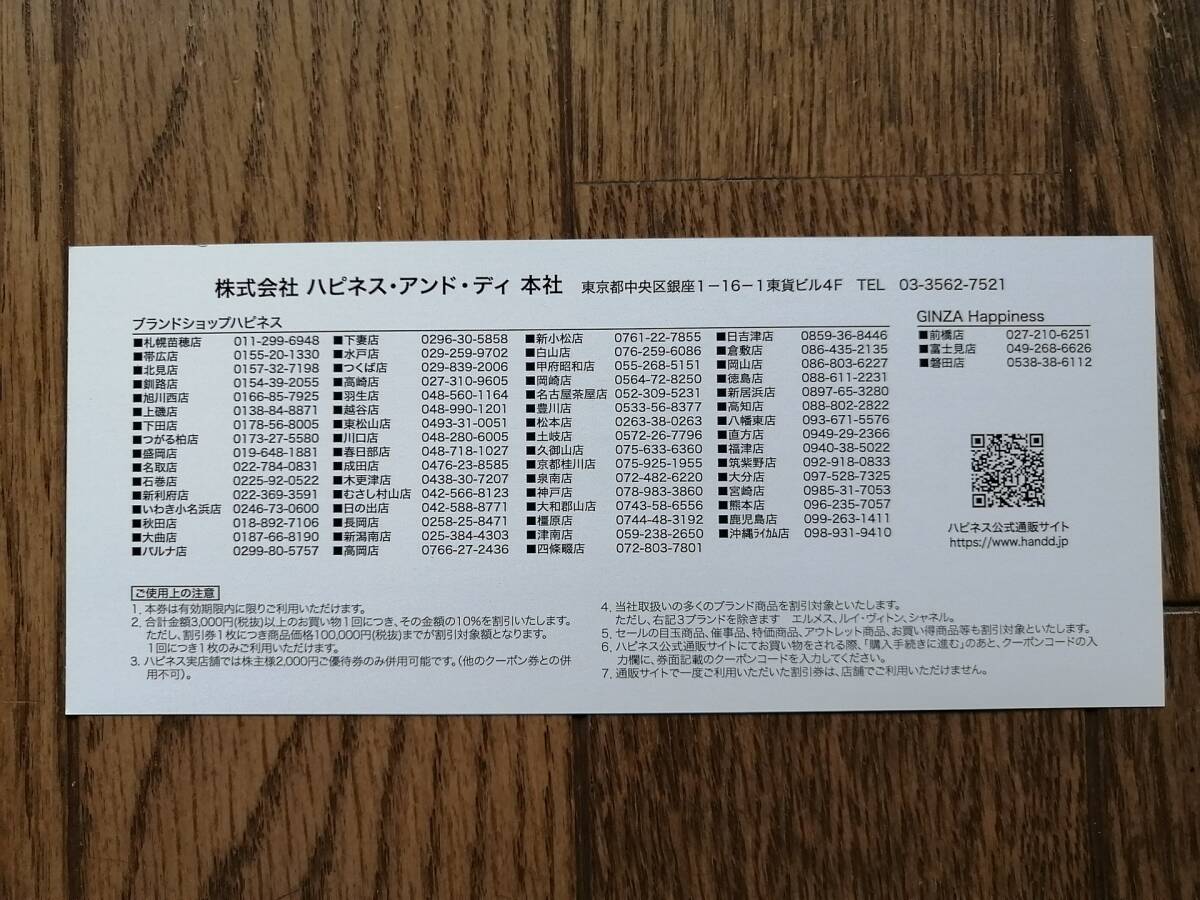 株式会社 ハピネス・アンド・ディ 本社 東京都中央区銀座1-16-1東貨ビル4F TEL 03-3562-7521
ブランドショップハピネス
■札幌苗穂店 011-299-6948
■帯広店 0155-20-1330
■北見店 0157-32-7198
■釧路店 0154-39-2055
■旭川西店 0166-85-7925
■上磯店 0138-84-8871
■下田店 0178-56-8005
■つがる柏店 0173-27-5580
■盛岡店 019-648-1881
■名取店 022-784-0831
■石巻店 0225-92-0522
■新利府店 022-369-3591
■いわき小名浜店 0246-73-0600
■秋田店 018-892-7106
■大曲店 0187-66-8190
■パルナ店 0299-80-5757
■下妻店 0296-30-5858
■水戸店 029-259-9702
■つくば店 029-839-2006
■高崎店 027-310-9605
■羽生店 048-560-1164
■越谷店 048-990-1201
■東松山店 0493-31-0051
■川口店 048-280-6005
■春日部店 048-718-1027
■成田店 0476-23-8585
■木更津店 0438-30-7207
■むさし村山店 042-566-8123
■日の出店 042-588-8771
■長岡店 0258-25-8471
■新潟南店 025-384-4303
■高岡店 0766-27-2436
■新小松店 0761-22-7855
■白山店 076-259-6086
■甲府昭和店 055-268-5151
■岡崎店 0564-72-8250
■名古屋茶屋店 052-309-5231
■豊川店 0533-56-8377
■松本店 0263-38-0263
■土岐店 0572-26-7796
■久御山店 075-633-6360
■京都桂川店 075-925-1955
■泉南店 072-482-6220
■神戸店 078-983-3860
■大和郡山店 0743-58-6556
■橿原店 0744-48-3192
■津南店 059-238-2650
■四條畷店 072-803-7801
■日吉津店 0859-36-8446
■倉敷店 086-435-2135
■岡山店 086-803-6227
■徳島店 088-611-2231
■新居浜店 0897-65-3280
■高知店 088-802-2822
■八幡東店 093-671-5576
■直方店 0949-29-2366
■福津店 0940-38-5022
■筑紫野店 092-918-0833
■大分店 097-528-7325
■宮崎店 0985-31-7053
■熊本店 096-235-7057
■鹿児島店 099-263-1411
■沖縄ﾗｲｶﾑ店 098-931-9410
GINZA Happiness
■前橋店 027-210-6251
■富士見店 049-268-6626
■磐田店 0538-38-6112
ハピネス公式通販サイト
https://www.handd.jp
ご使用上の注意
1. 本券は有効期限内に限りご利用いただけます。
2. 合計金額3,000円(税抜)以上のお買い物1回につき、その金額の10%を割引いたします。
ただし、割引券1枚につき商品価格100,000円(税抜)までが割引対象額となります。
1回につき1枚のみご利用いただけます。
3. ハピネス実店舗では株主様2,000円ご優待券のみ併用可能です。(他のクーポン券との併
用不可)。
4. 当社取扱いの多くのブランド商品を割引対象といたします。
ただし、右記3ブランドを除きます エルメス、ルイ・ヴィトン、シャネル。
5. セールの目玉商品、催事品、特価商品、アウトレット商品、お買い得商品等も割引対象といたします。
6. ハピネス公式通販サイトにてお買い物をされる際、「購入手続きに進む」のあと、クーポンコードの入
力欄に、券面記載のクーポンコードを入力してください。
7. 通販サイトで一度ご利用いただいた割引券は、店舗でご利用いただけません。